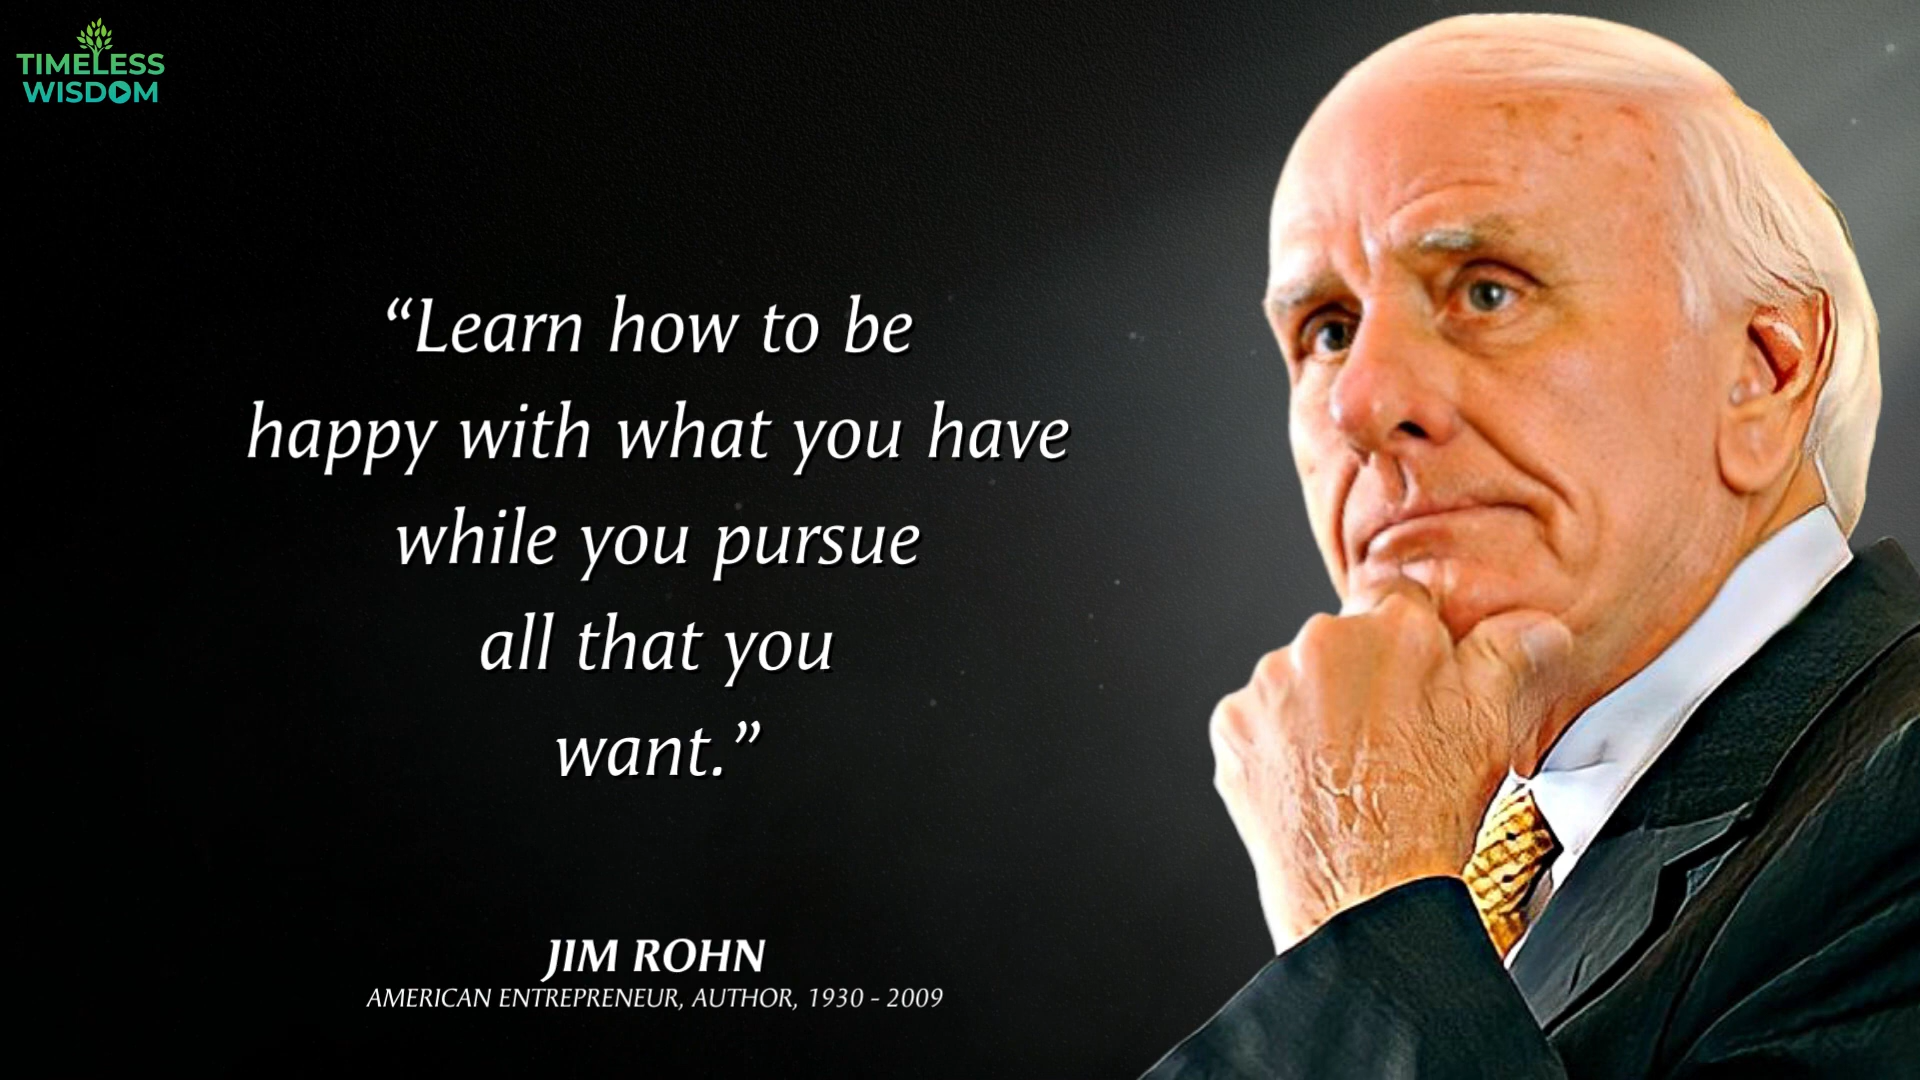 TIMELESS
WISDOM
“Learn how to be
happy with what you have
while you pursue
all that you
want.”
JIM ROHN
AMERICAN ENTREPRENEUR, AUTHOR, 1930 - 2009